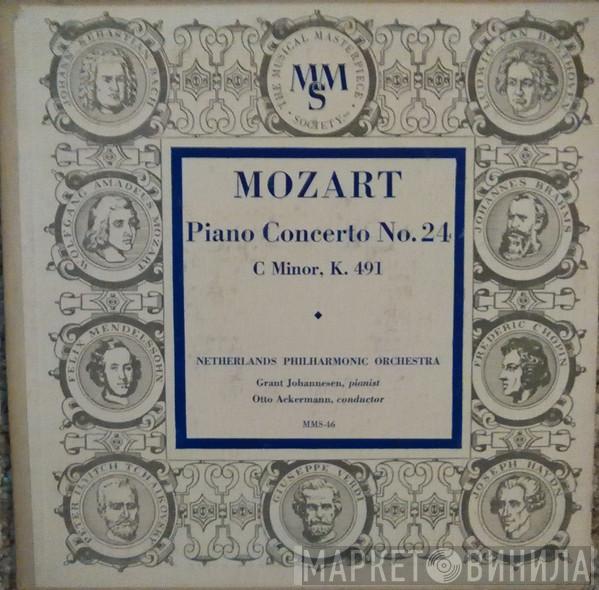 JOHANN SEBASTIAN BACH
THE MUSICAL MASTERPIECE SOCIETY INC
MMS
LUDWIG VAN BEETHOVEN
WOLFGANG AMADEUS MOZART
JOHANNES BRAHMS
MOZART
Piano Concerto No. 24
C Minor, K. 491
NETHERLANDS PHILHARMONIC ORCHESTRA
Grant Johannesen, pianist
Otto Ackermann, conductor
MMS-46
FELIX MENDELSSOHN
FREDERIC CHOPIN
PETER ILYITCH TCHAIKOVSKY
GIUSEPPE VERDI
JOSEPH HAYDN
МАРКЕТ ВИНИЛА